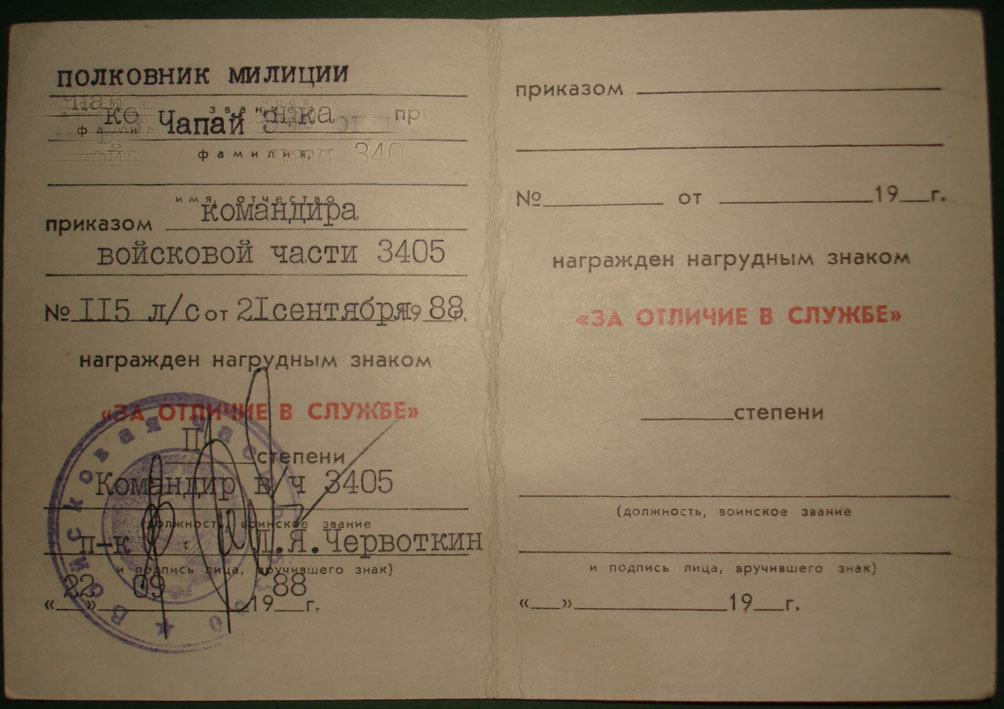 ПОЛКОВНИК МИЛИЦИИ
звание
Чапай
фамилия,
имя, отчество
приказом командира
войсковой части 3405
№ II5 л/с от 2I сентября 19 88 г.
награжден нагрудным знаком
«ЗА ОТЛИЧИЕ В СЛУЖБЕ»
П степени
Командир в/ч 3405
(должность, воинское звание
п-к Л.Я.Червоткин
и подпись лица, вручившего знак)
«22» 09 19 88 г.
Войсковая
приказом
№ от 19 г.
награжден нагрудным знаком
«ЗА ОТЛИЧИЕ В СЛУЖБЕ»
степени
(должность, воинское звание
и подпись лица, вручившего знак)
« » 19 г.